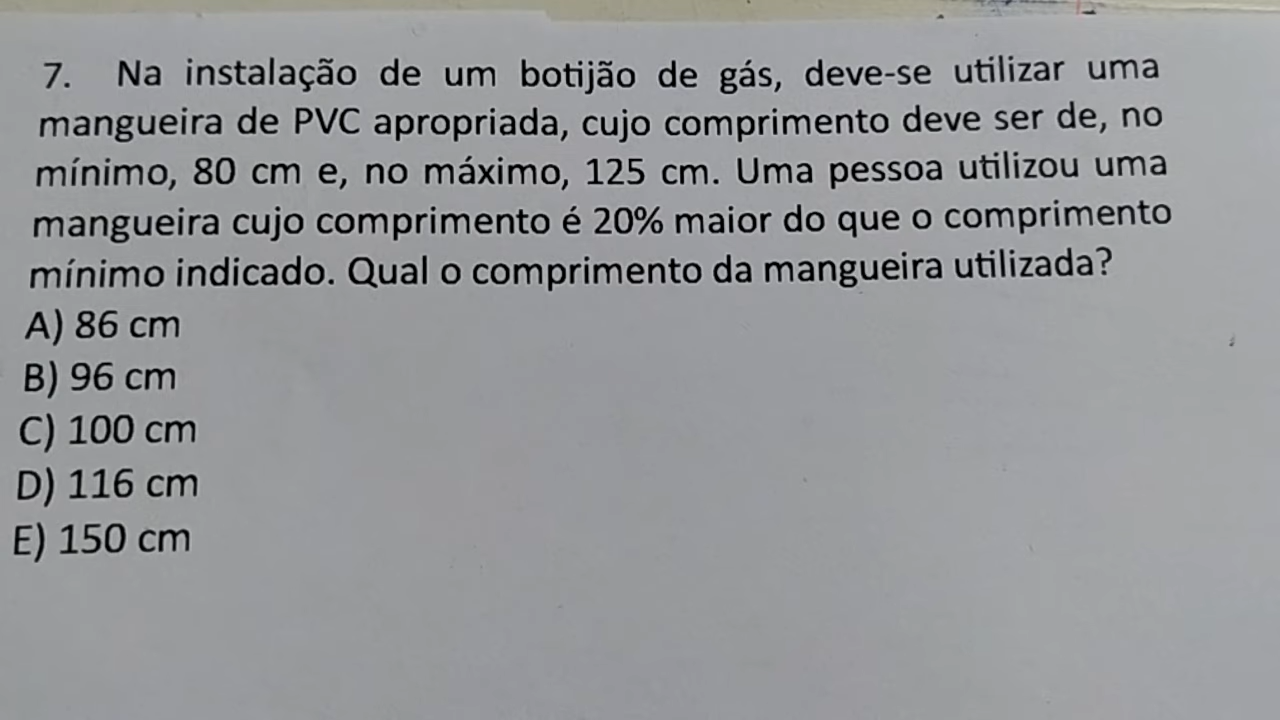 7. Na instalação de um botijão de gás, deve-se utilizar uma
mangueira de PVC apropriada, cujo comprimento deve ser de, no
mínimo, 80 cm e, no máximo, 125 cm. Uma pessoa utilizou uma
mangueira cujo comprimento é 20% maior do que o comprimento
mínimo indicado. Qual o comprimento da mangueira utilizada?
A) 86 cm
B) 96 cm
C) 100 cm
D) 116 cm
E) 150 cm